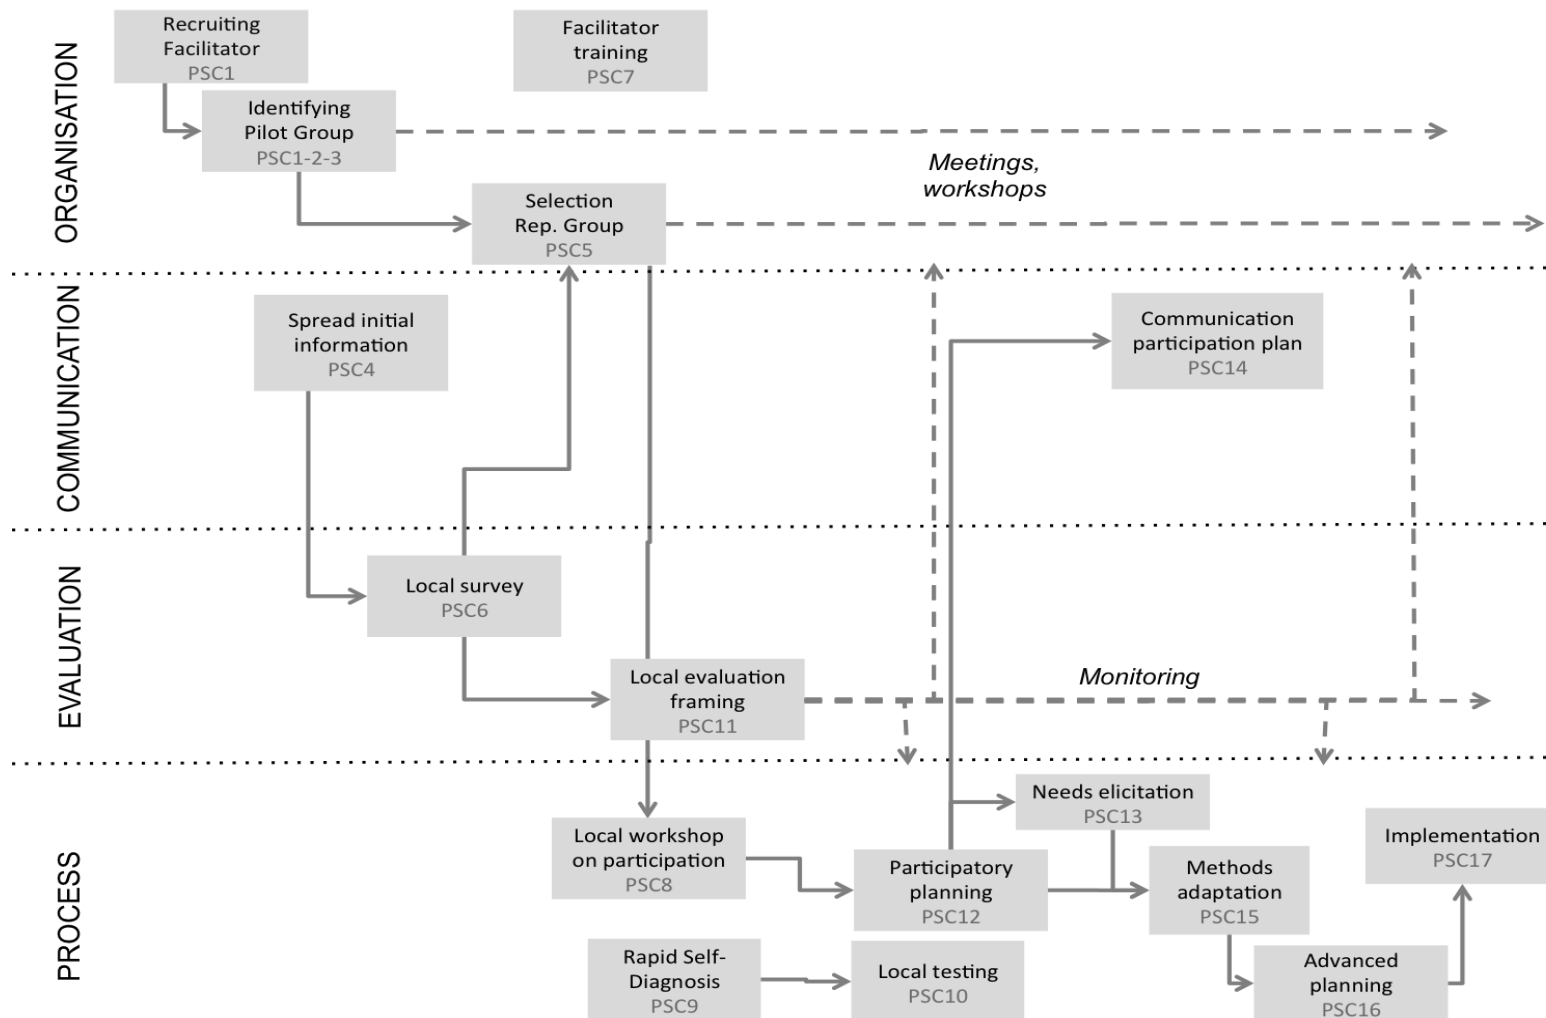 ORGANISATION
Recruiting
Facilitator
PSC1
Facilitator
training
PSC7
Identifying
Pilot Group
PSC1-2-3
Meetings,
workshops
Selection
Rep. Group
PSC5
COMMUNICATION
Spread initial
information
PSC4
Communication
participation plan
PSC14
EVALUATION
Local survey
PSC6
Local evaluation
framing
PSC11
Monitoring
PROCESS
Needs elicitation
PSC13
Local workshop
on participation
PSC8
Implementation
PSC17
Participatory
planning
PSC12
Methods
adaptation
PSC15
Rapid Self-
Diagnosis
PSC9
Local testing
PSC10
Advanced
planning
PSC16